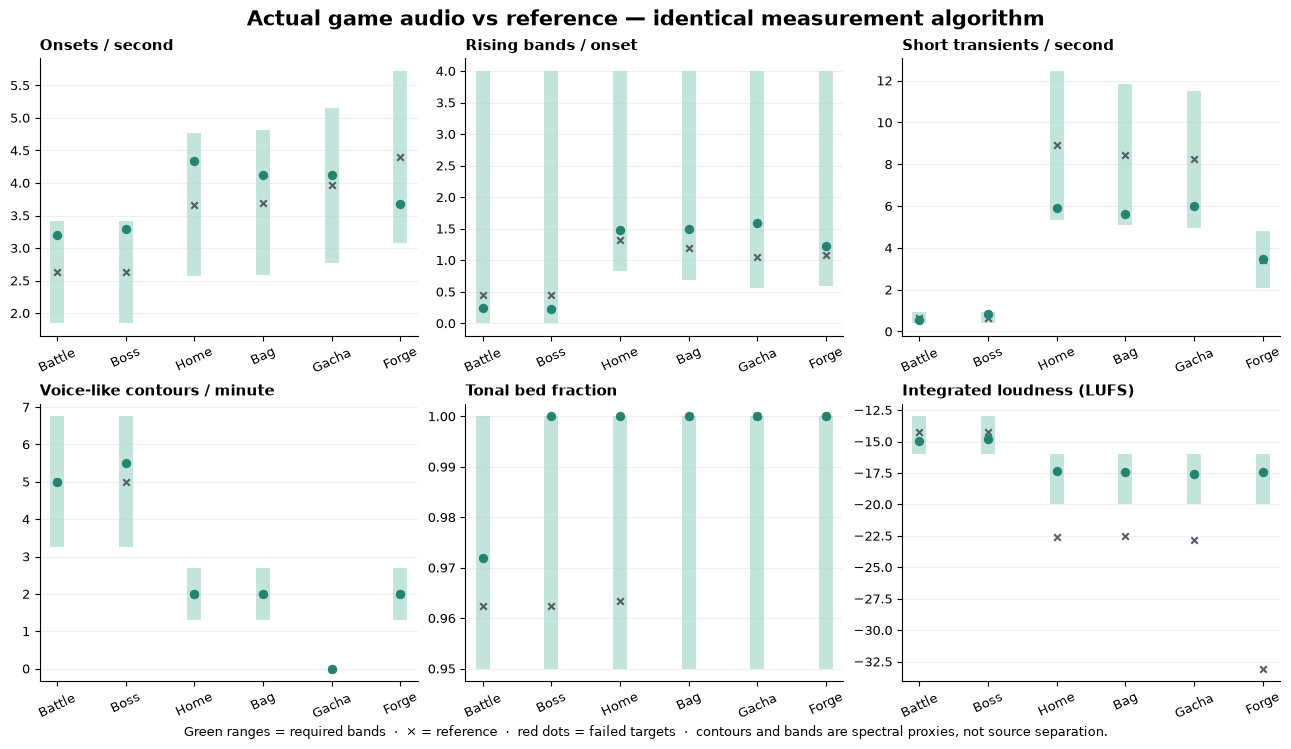 Actual game audio vs reference — identical measurement algorithm
Onsets / second
5.5
5.0
4.5
4.0
3.5
3.0
2.5
2.0
Battle
Boss
Home
Bag
Gacha
Forge
Rising bands / onset
4.0
3.5
3.0
2.5
2.0
1.5
1.0
0.5
0.0
Battle
Boss
Home
Bag
Gacha
Forge
Short transients / second
12
10
8
6
4
2
0
Battle
Boss
Home
Bag
Gacha
Forge
Voice-like contours / minute
7
6
5
4
3
2
1
0
Battle
Boss
Home
Bag
Gacha
Forge
Tonal bed fraction
1.00
0.99
0.98
0.97
0.96
0.95
Battle
Boss
Home
Bag
Gacha
Forge
Integrated loudness (LUFS)
−12.5
−15.0
−17.5
−20.0
−22.5
−25.0
−27.5
−30.0
−32.5
Battle
Boss
Home
Bag
Gacha
Forge
Green ranges = required bands · × = reference · red dots = failed targets · contours and bands are spectral proxies, not source separation.